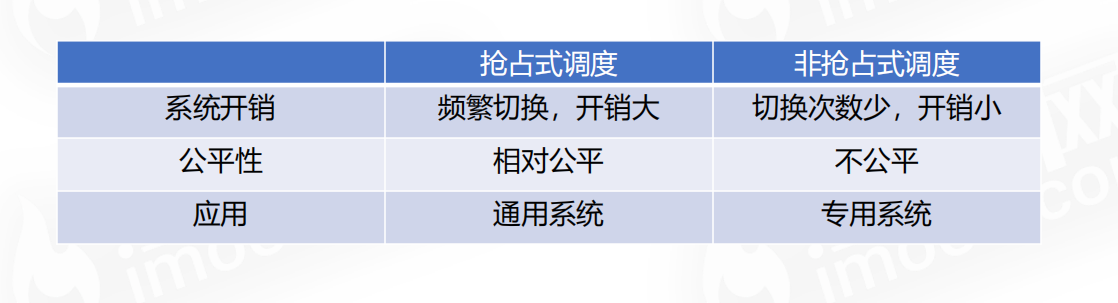 抢占式调度 非抢占式调度
系统开销 频繁切换，开销大 切换次数少，开销小
公平性 相对公平 不公平
应用 通用系统 专用系统